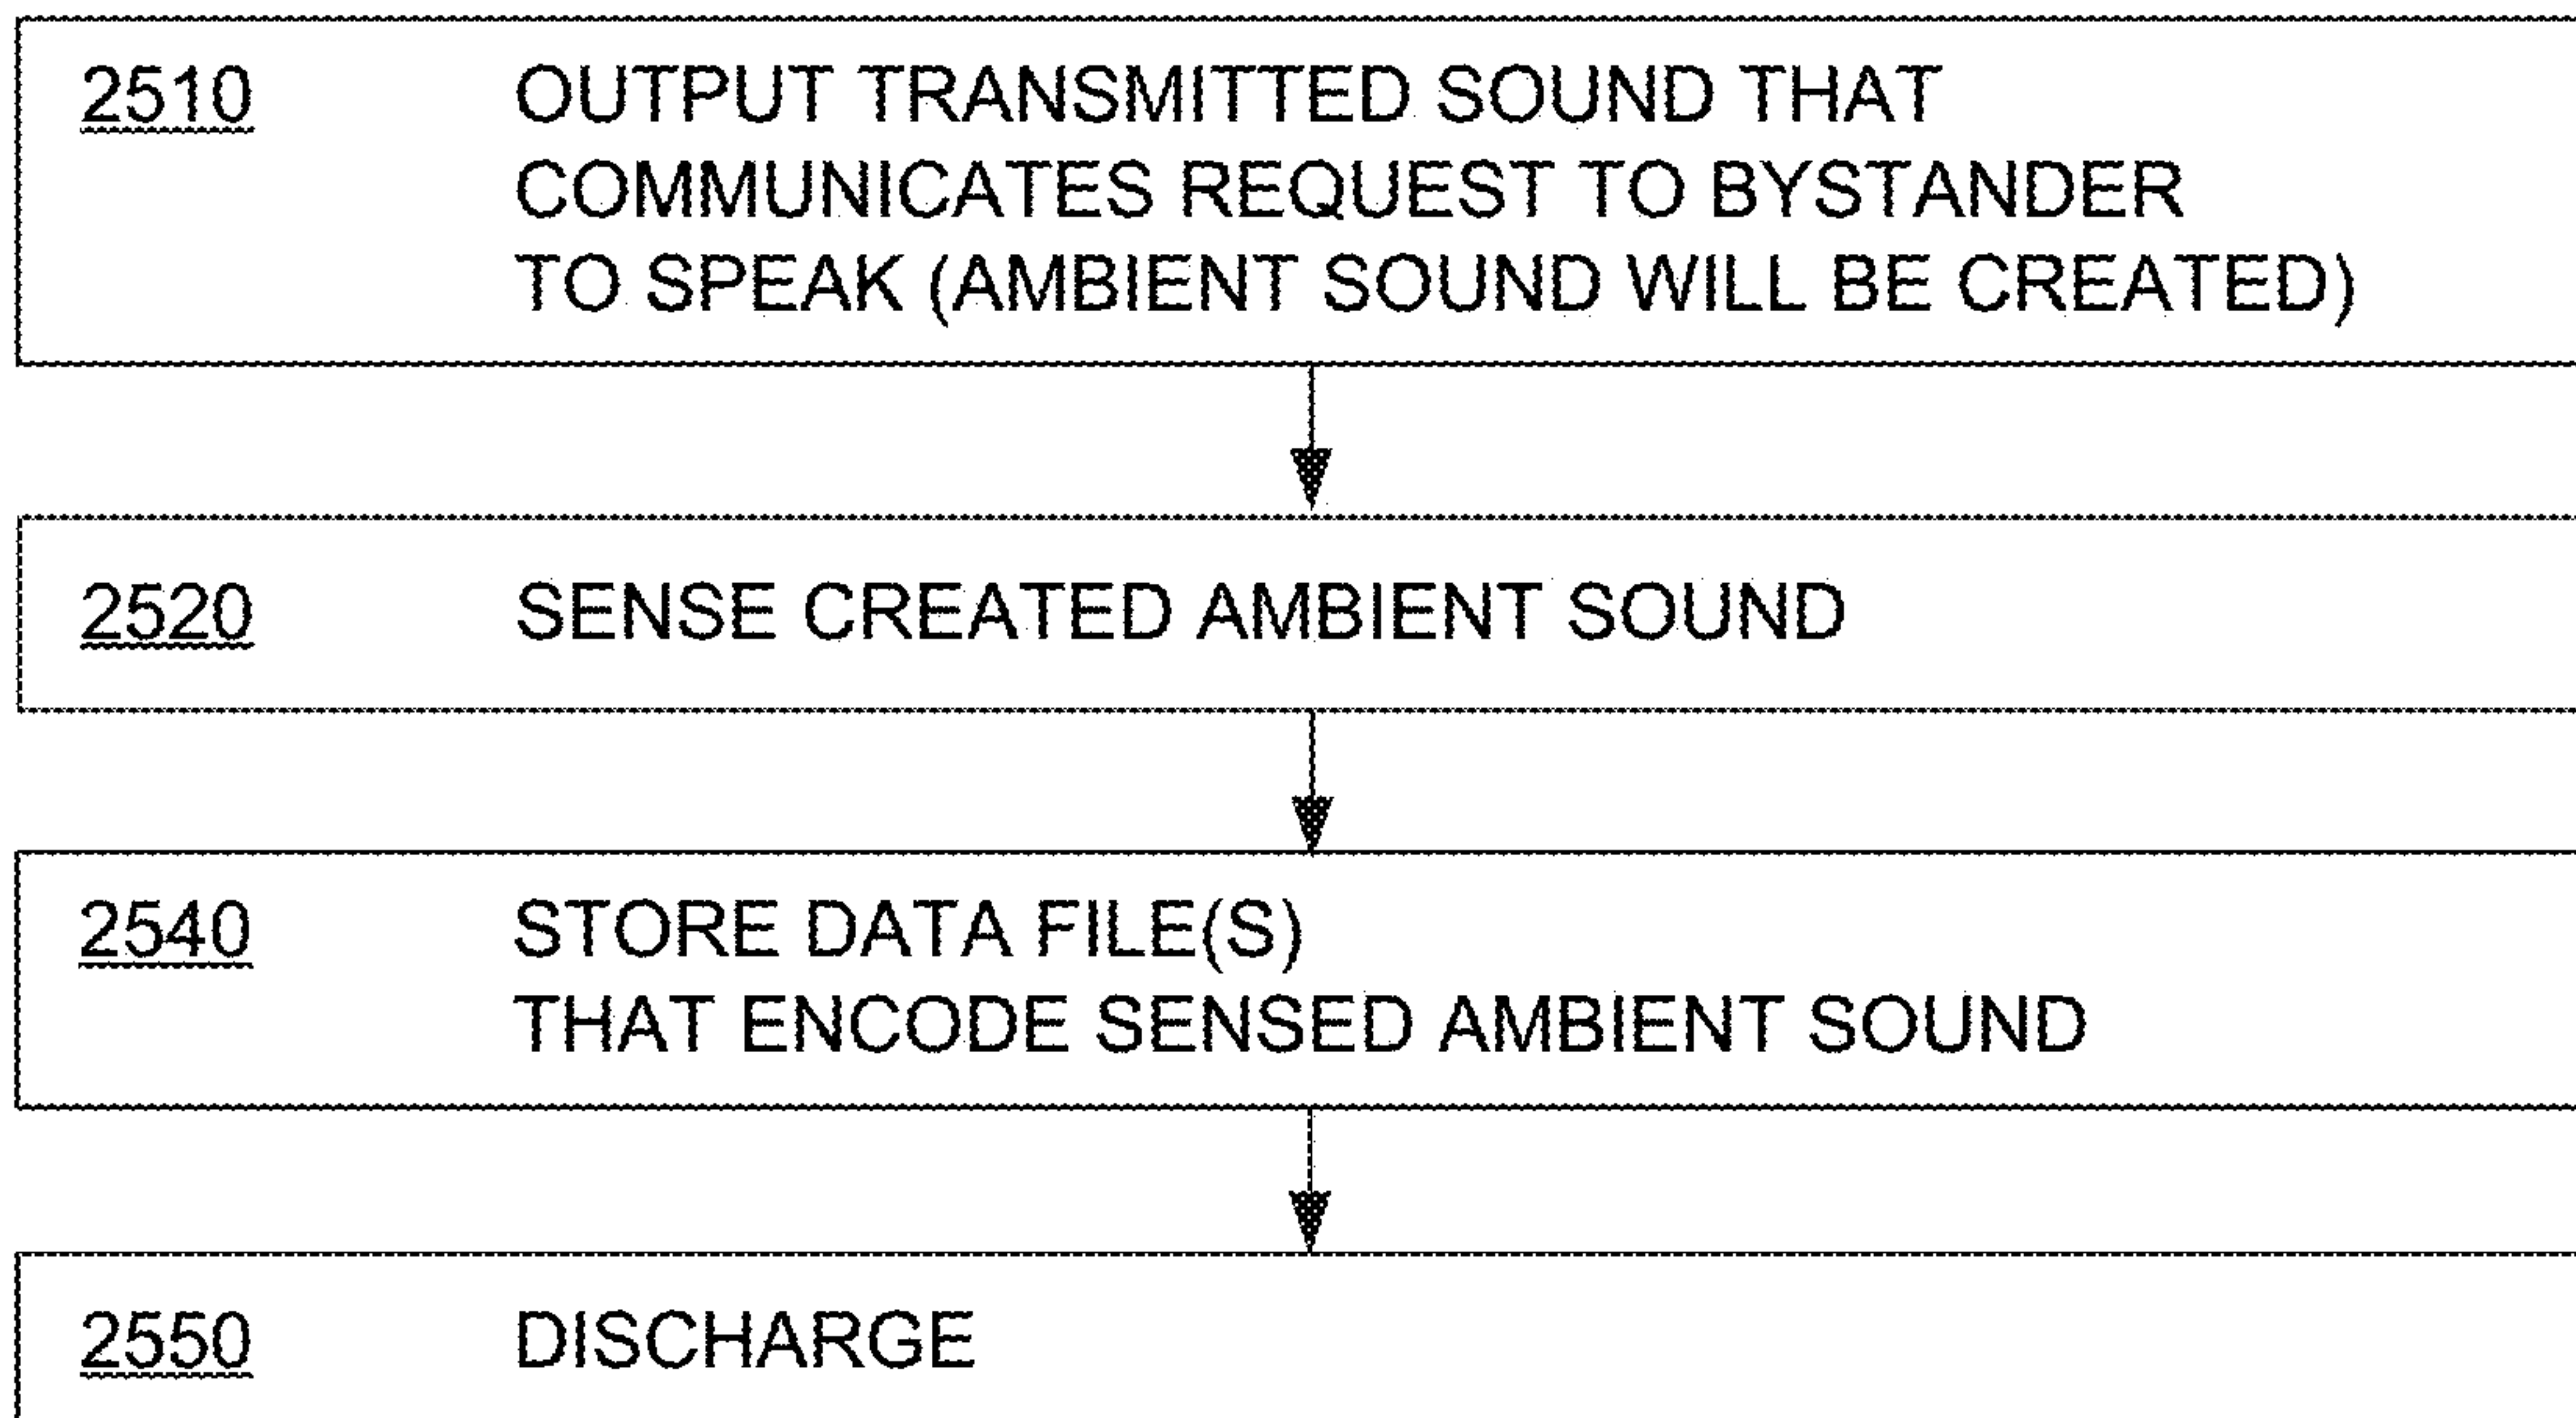 2510 OUTPUT TRANSMITTED SOUND THAT
COMMUNICATES REQUEST TO BYSTANDER
TO SPEAK (AMBIENT SOUND WILL BE CREATED)
2520 SENSE CREATED AMBIENT SOUND
2540 STORE DATA FILE(S)
THAT ENCODE SENSED AMBIENT SOUND
2550 DISCHARGE